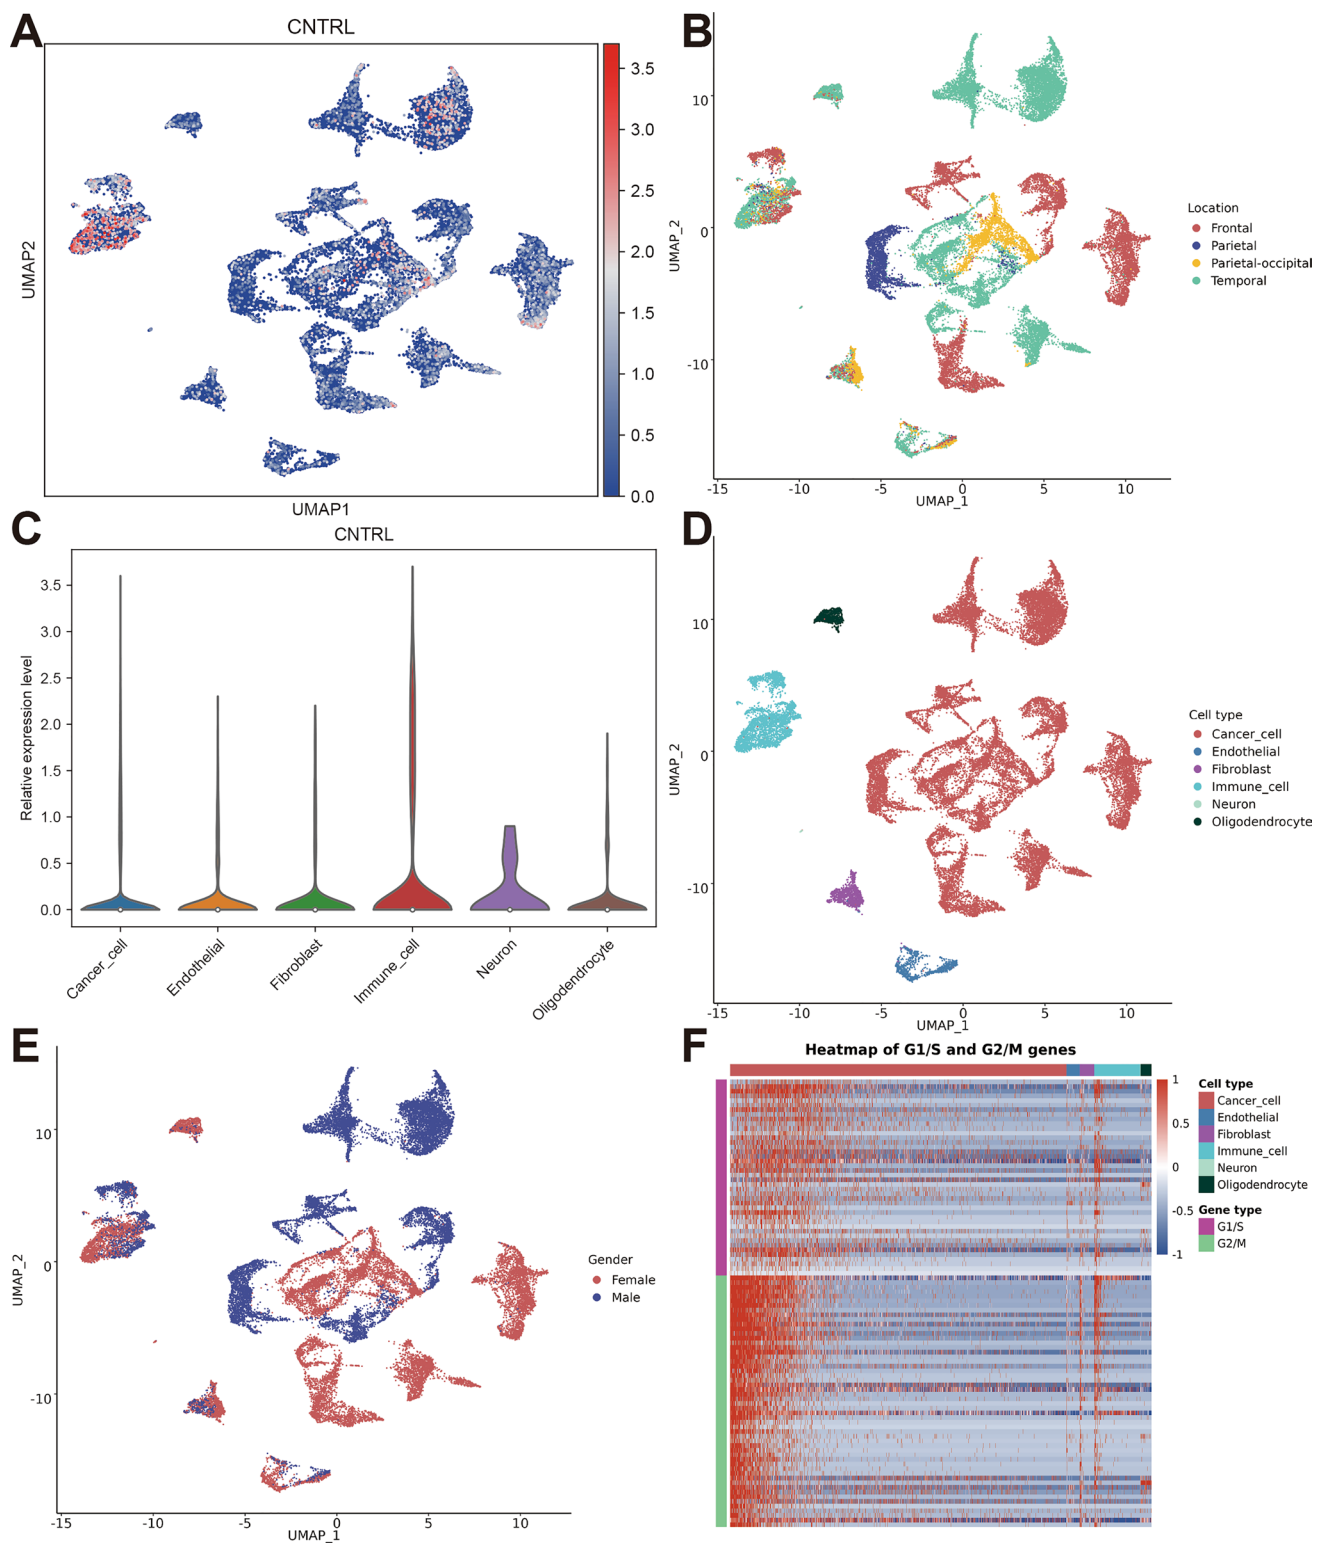 A
CNTRL
UMAP2
UMAP1
3.5
3.0
2.5
2.0
1.5
1.0
0.5
0.0
B
UMAP_2
10
0
-10
-15
-10
-5
0
5
10
UMAP_1
Location
Frontal
Parietal
Parietal-occipital
Temporal
C
CNTRL
Relative expression level
3.5
3.0
2.5
2.0
1.5
1.0
0.5
0.0
Cancer_cell
Endothelial
Fibroblast
Immune_cell
Neuron
Oligodendrocyte
D
UMAP_2
10
0
-10
-15
-10
-5
0
5
10
UMAP_1
Cell type
Cancer_cell
Endothelial
Fibroblast
Immune_cell
Neuron
Oligodendrocyte
E
UMAP_2
10
0
-10
-15
-10
-5
0
5
10
UMAP_1
Gender
Female
Male
F
Heatmap of G1/S and G2/M genes
1
0.5
0
-0.5
-1
Cell type
Cancer_cell
Endothelial
Fibroblast
Immune_cell
Neuron
Oligodendrocyte
Gene type
G1/S
G2/M